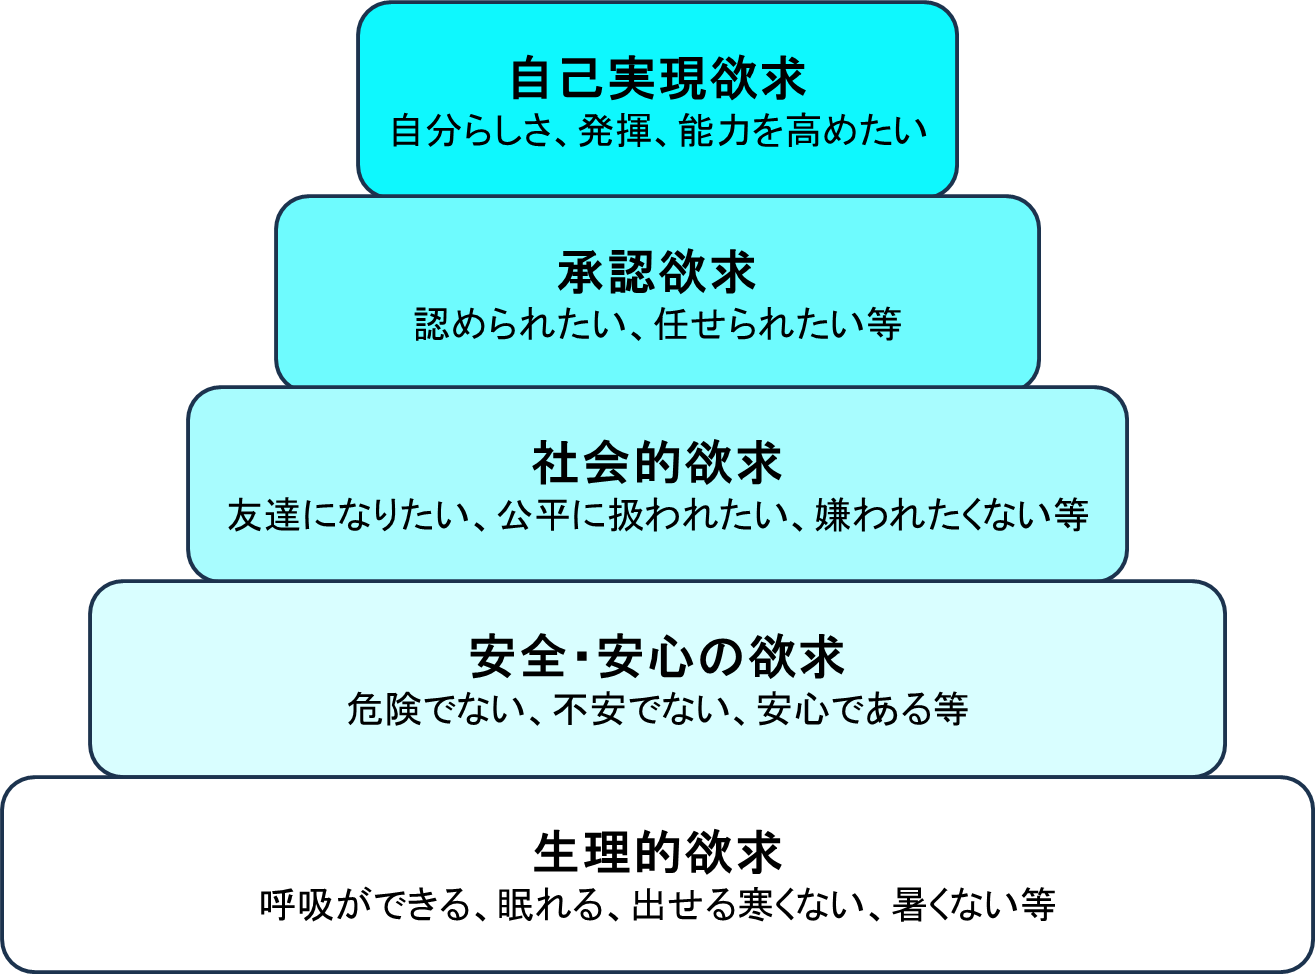 自己実現欲求
自分らしさ、発揮、能力を高めたい
承認欲求
認められたい、任せられたい等
社会的欲求
友達になりたい、公平に扱われたい、嫌われたくない等
安全・安心の欲求
危険でない、不安でない、安心である等
生理的欲求
呼吸ができる、眠れる、出せる寒くない、暑くない等